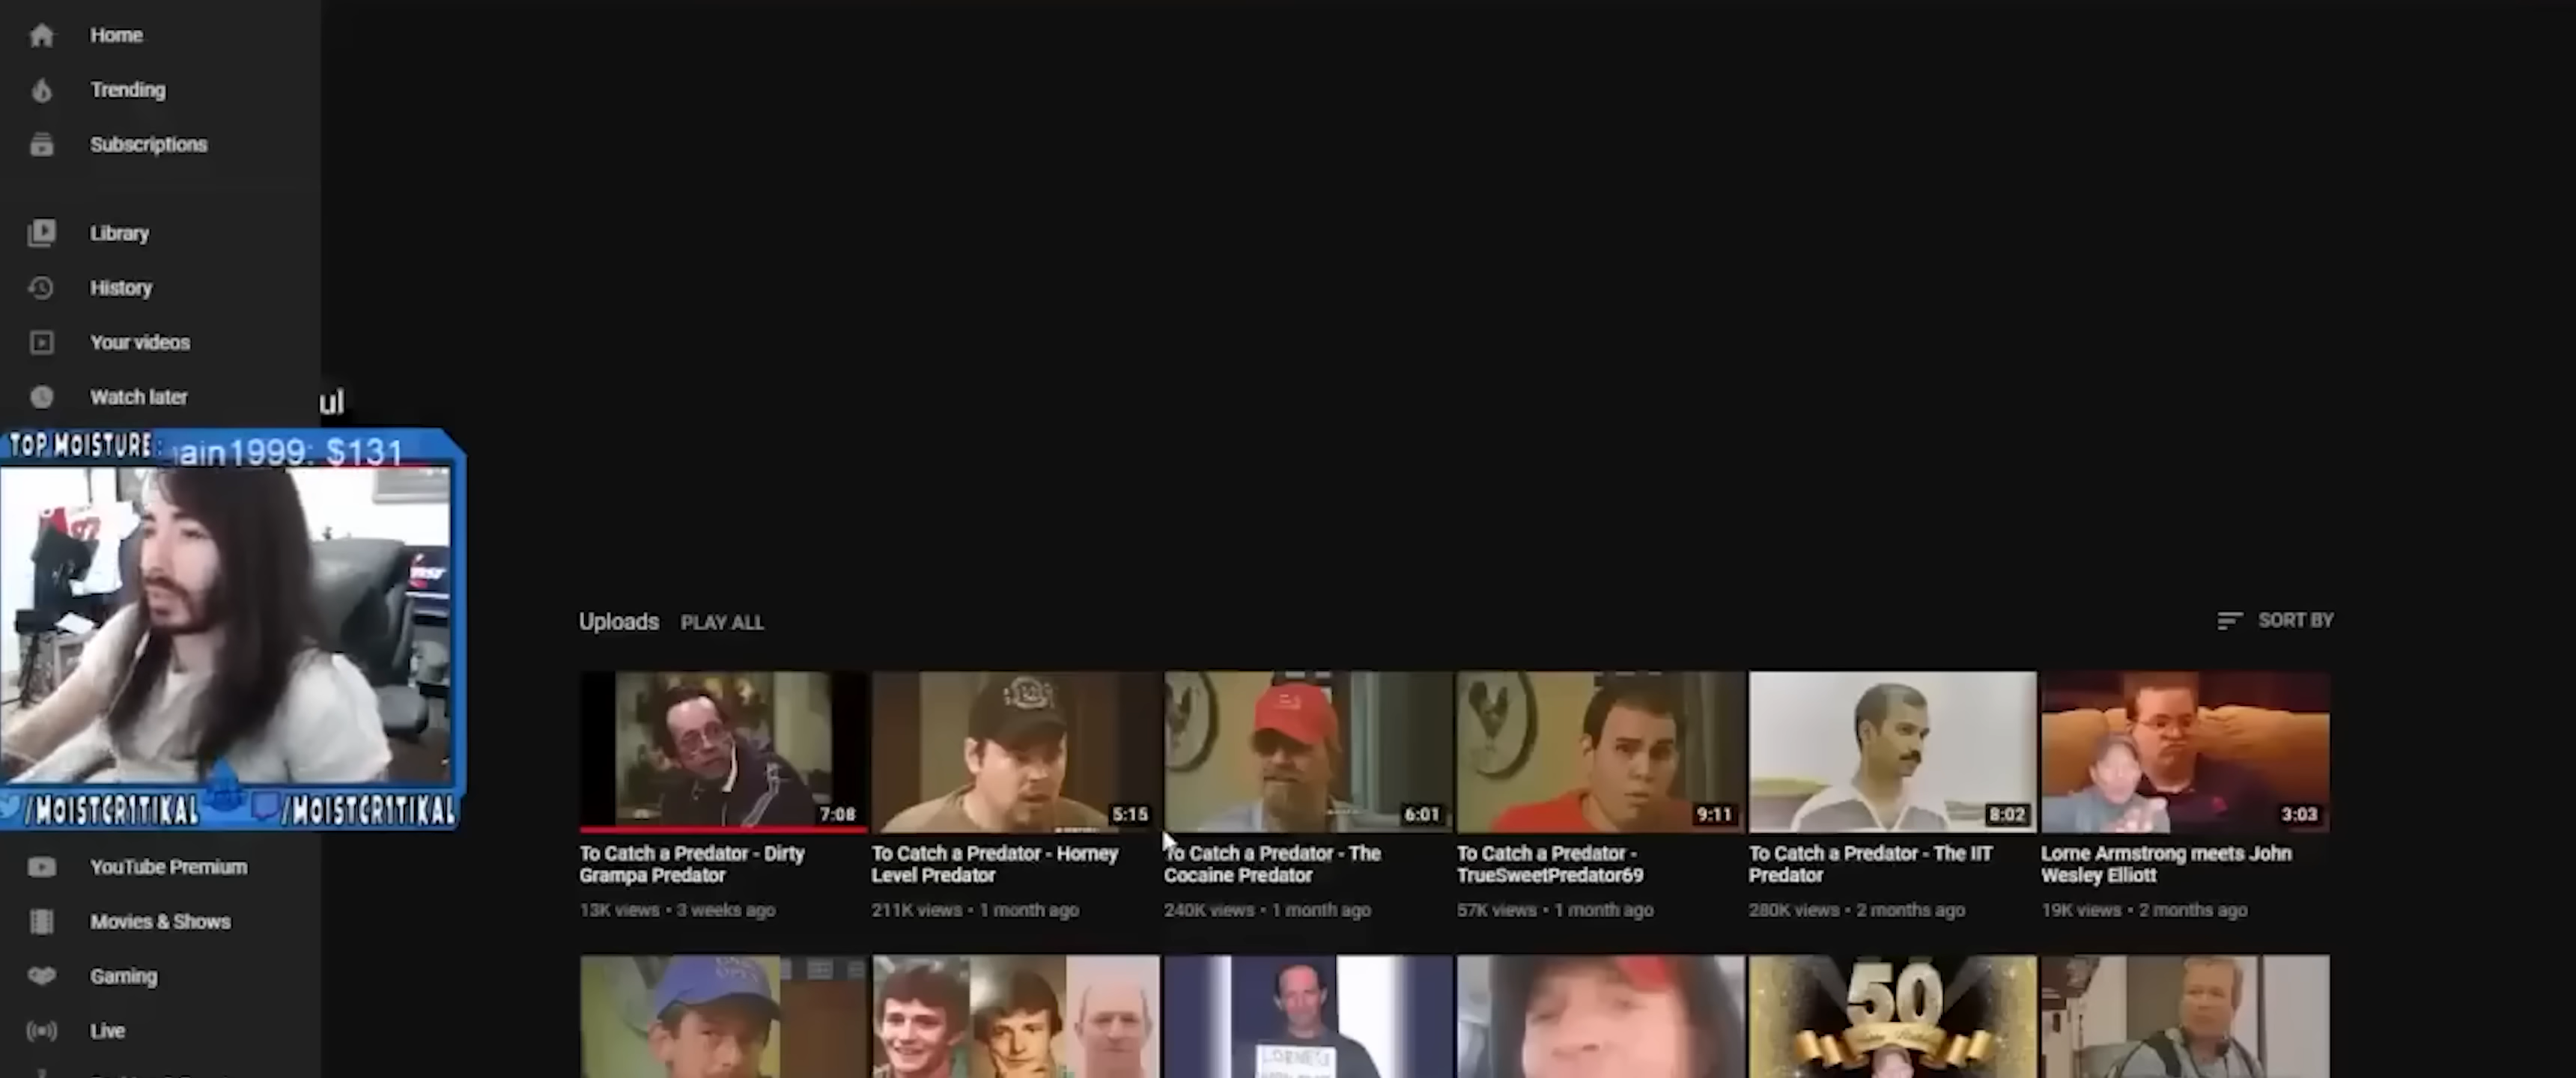 Home
Trending
Subscriptions
Library
History
Your videos
Watch later
ul
TOP MOISTURE: ain1999: $131
/MOISTCR1TIKAL /MOISTCR1TIKAL
YouTube Premium
Movies & Shows
Gaming
Live
Uploads PLAY ALL SORT BY
7:08 5:15 6:01 9:11 8:02 3:03
To Catch a Predator - Dirty
Grampa Predator
13K views • 3 weeks ago
To Catch a Predator - Horney
Level Predator
211K views • 1 month ago
To Catch a Predator - The
Cocaine Predator
240K views • 1 month ago
To Catch a Predator -
TrueSweetPredator69
57K views • 1 month ago
To Catch a Predator - The IIT
Predator
280K views • 2 months ago
Lorne Armstrong meets John
Wesley Elliott
19K views • 2 months ago
50